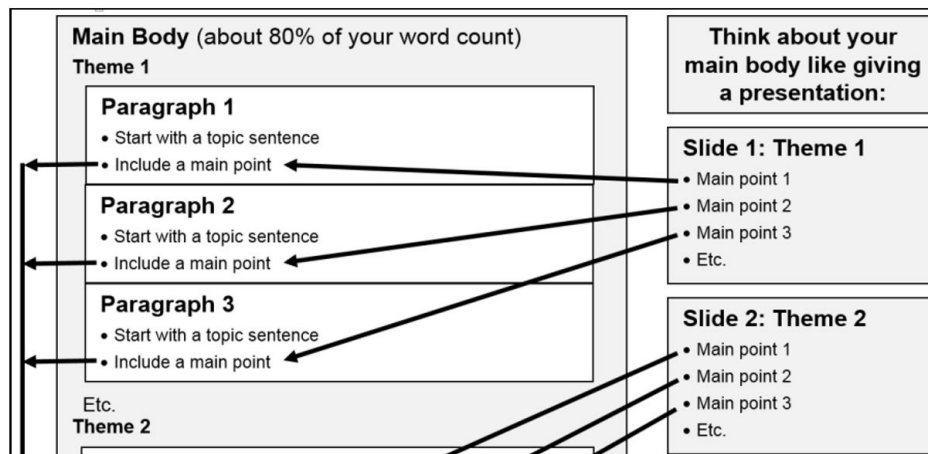 Main Body (about 80% of your word count)
Theme 1
Paragraph 1
• Start with a topic sentence
• Include a main point
Paragraph 2
• Start with a topic sentence
• Include a main point
Paragraph 3
• Start with a topic sentence
• Include a main point
Etc.
Theme 2
Think about your
main body like giving
a presentation:
Slide 1: Theme 1
• Main point 1
• Main point 2
• Main point 3
• Etc.
Slide 2: Theme 2
• Main point 1
• Main point 2
• Main point 3
• Etc.